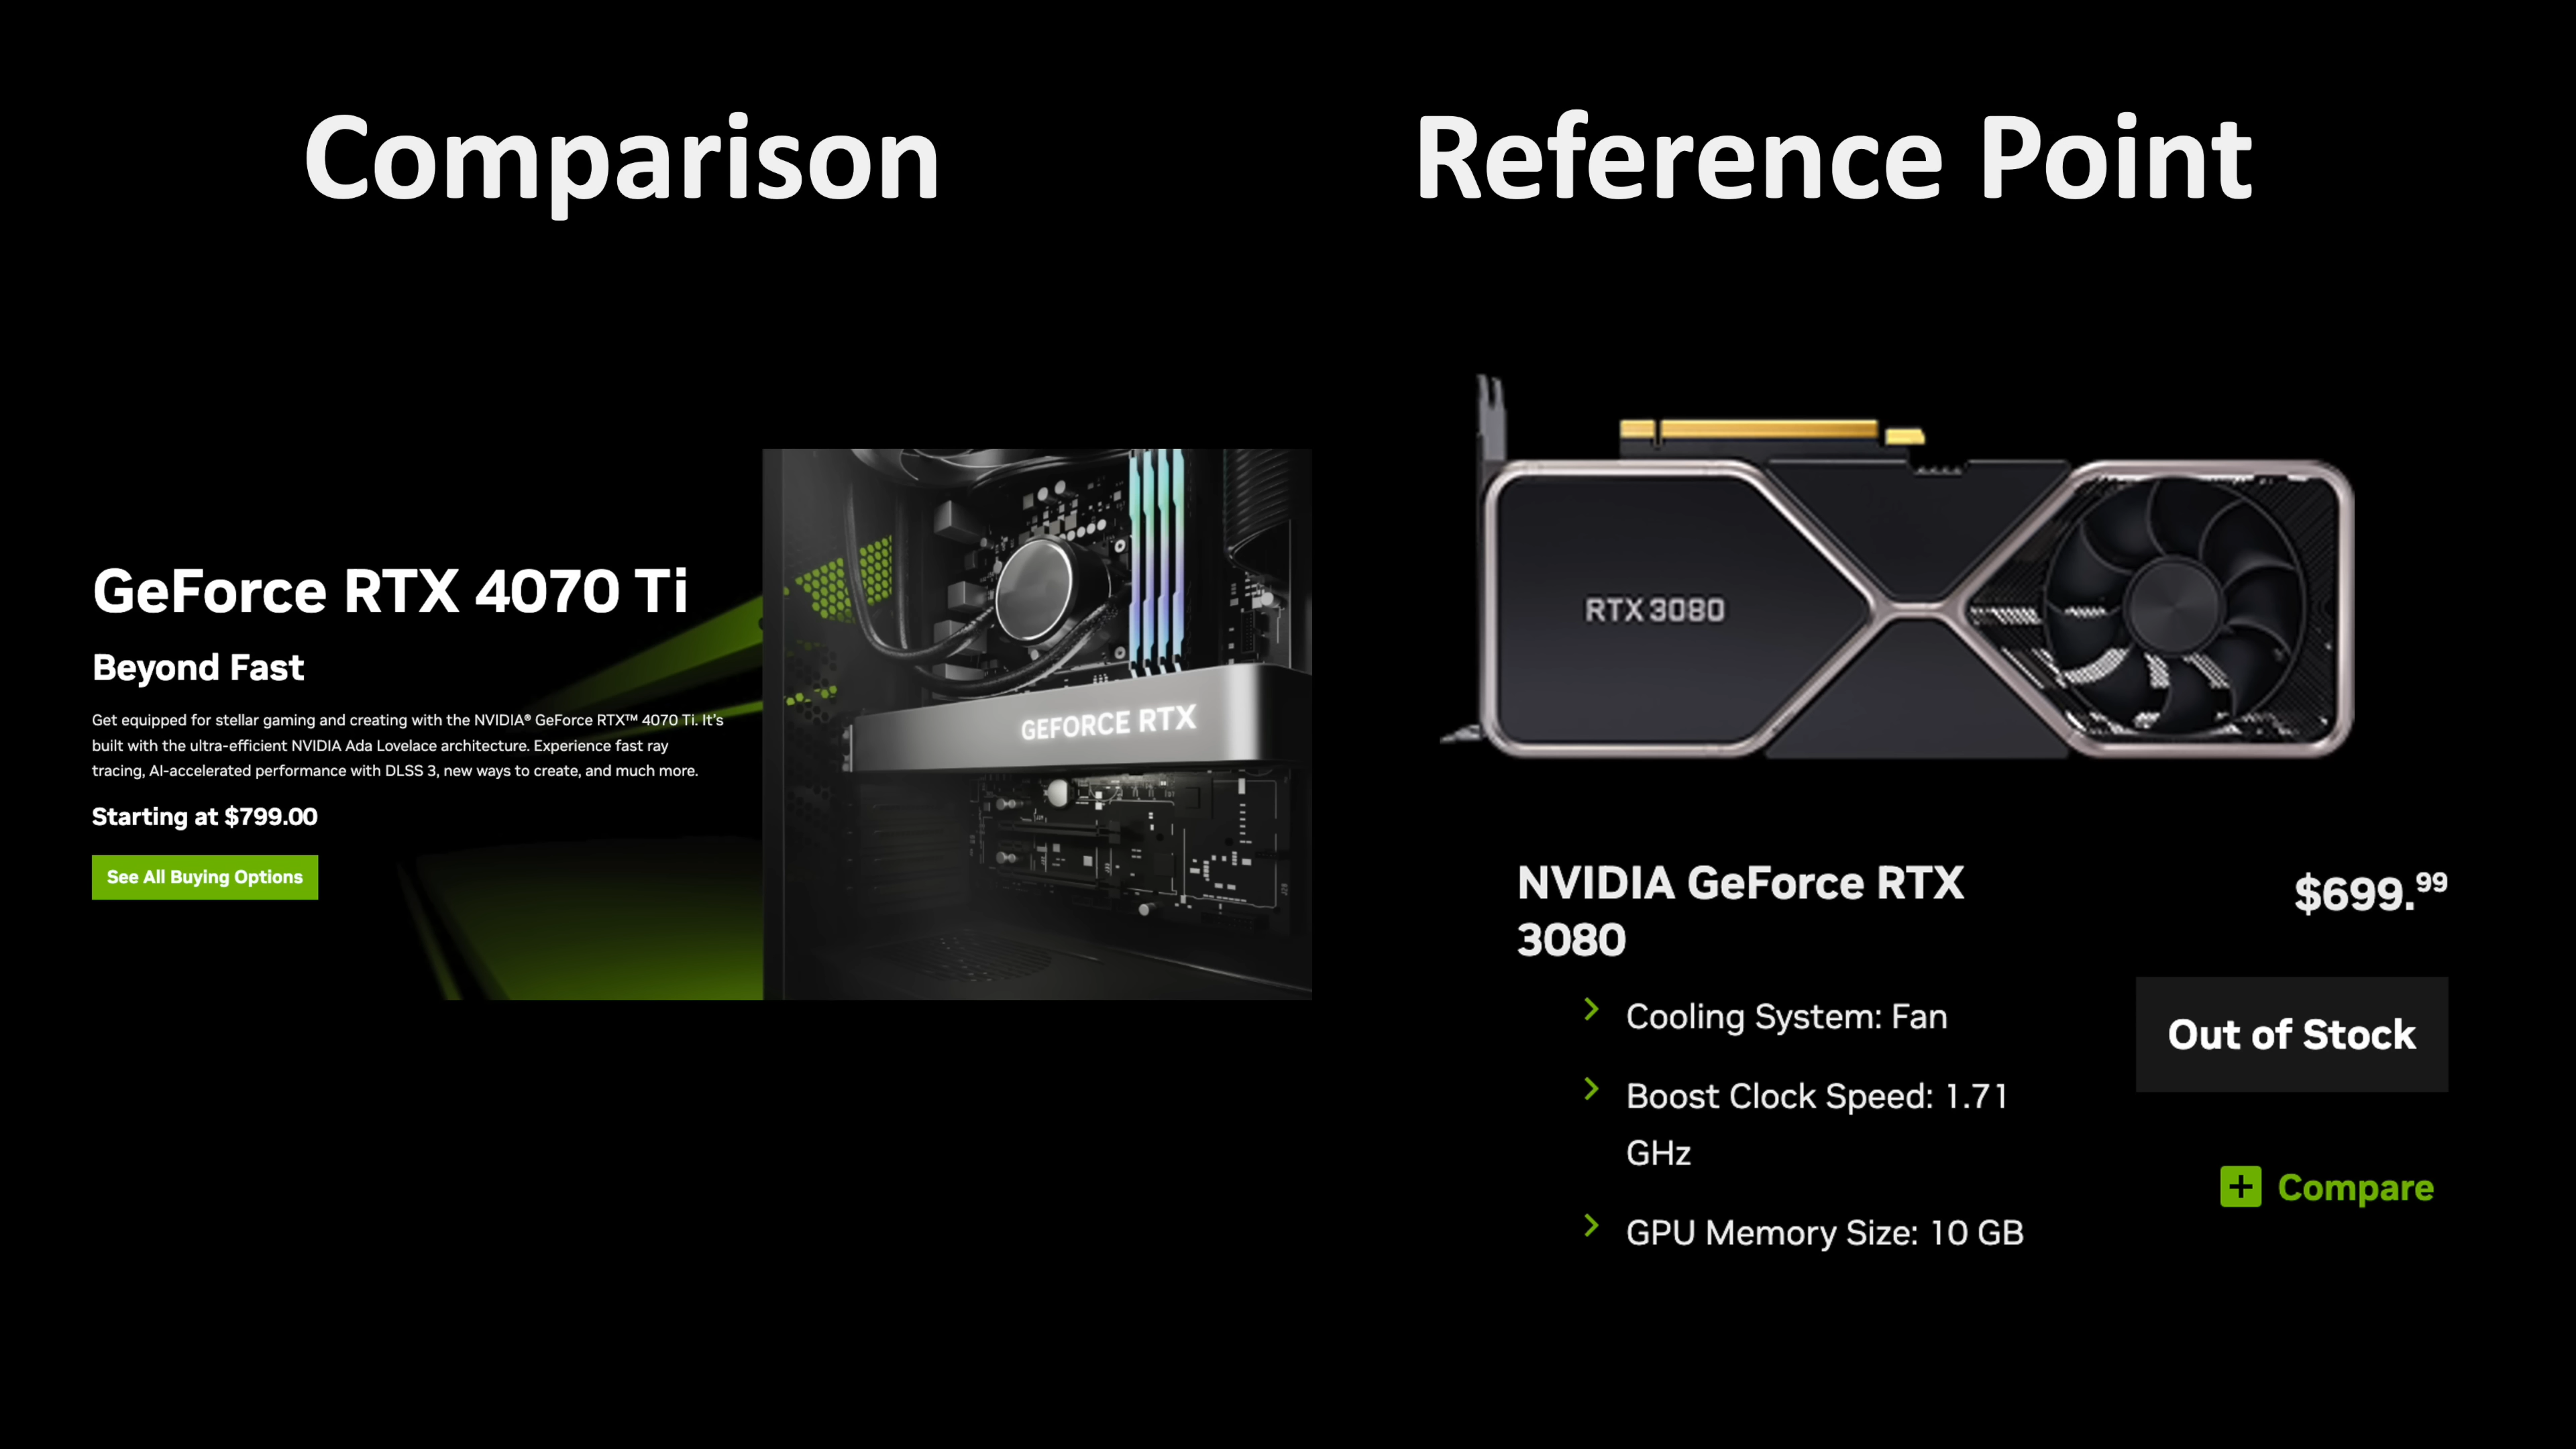 Comparison
Reference Point
GeForce RTX 4070 Ti
Beyond Fast
Get equipped for stellar gaming and creating with the NVIDIA® GeForce RTX™ 4070 Ti. It's
built with the ultra-efficient NVIDIA Ada Lovelace architecture. Experience fast ray
tracing, AI-accelerated performance with DLSS 3, new ways to create, and much more.
Starting at $799.00
See All Buying Options
GEFORCE RTX
RTX 3080
NVIDIA GeForce RTX
3080
$699.99
Cooling System: Fan
Boost Clock Speed: 1.71
GHz
GPU Memory Size: 10 GB
Out of Stock
Compare